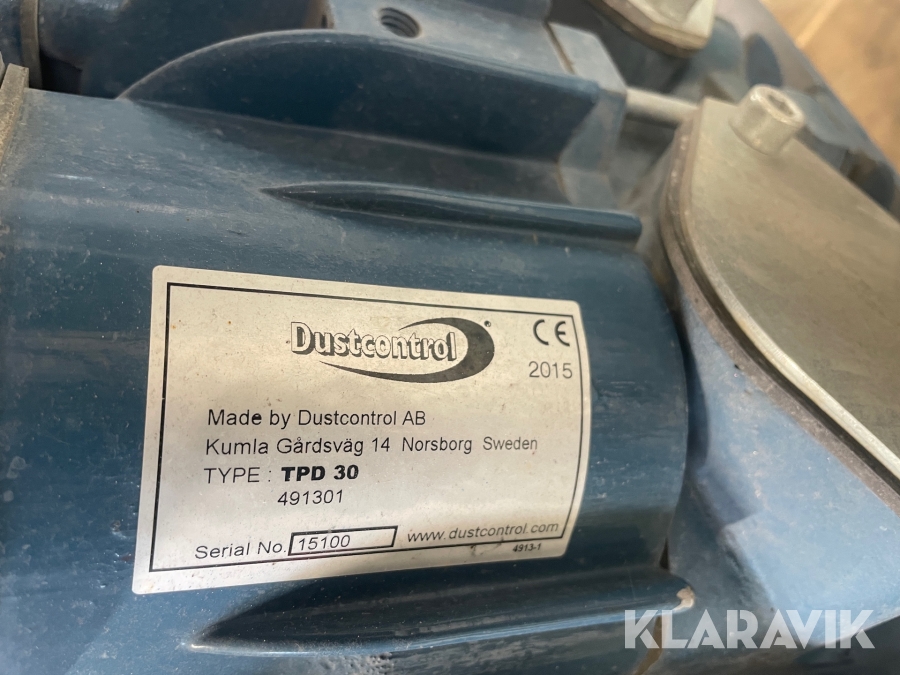 Dustcontrol®
CE
2015
Made by Dustcontrol AB
Kumla Gårdsväg 14 Norsborg Sweden
TYPE : TPD 30
491301
Serial No. 15100
www.dustcontrol.com
4913-1
KLARAVIK